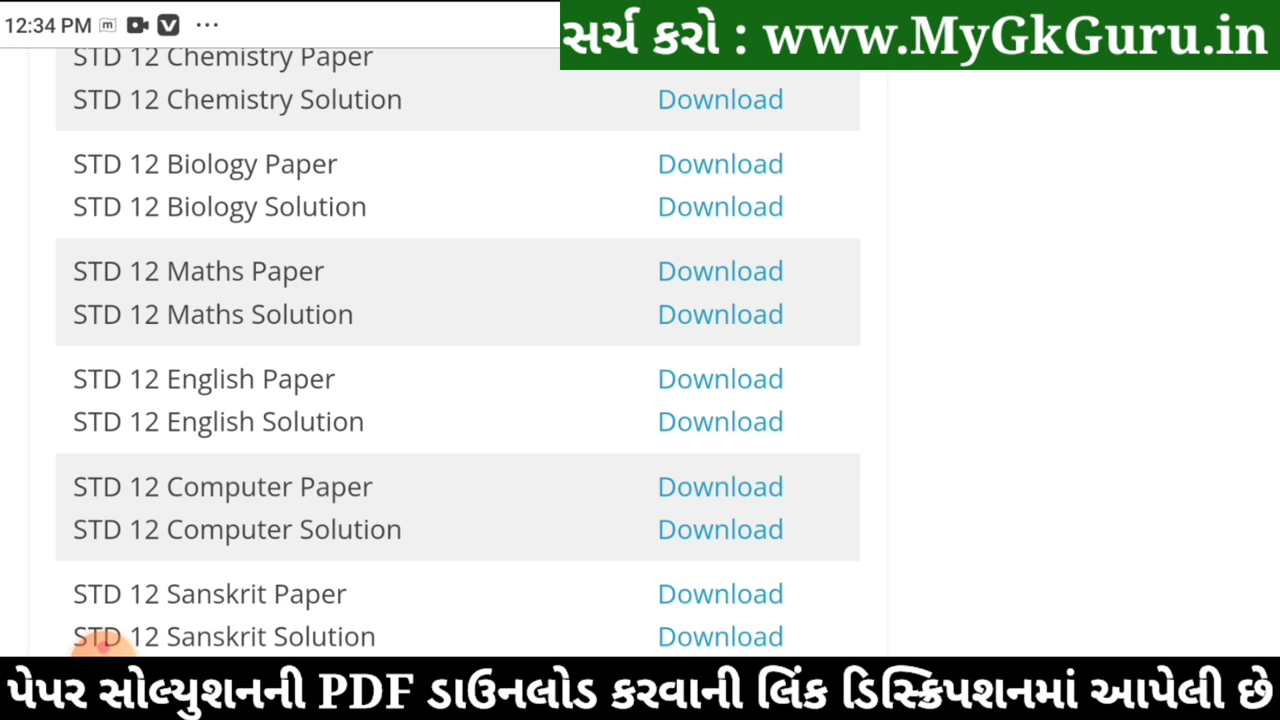 12:34 PM
સર્ચ કરો : www.MyGkGuru.in
STD 12 Chemistry Paper
STD 12 Chemistry Solution Download
STD 12 Biology Paper Download
STD 12 Biology Solution Download
STD 12 Maths Paper Download
STD 12 Maths Solution Download
STD 12 English Paper Download
STD 12 English Solution Download
STD 12 Computer Paper Download
STD 12 Computer Solution Download
STD 12 Sanskrit Paper Download
STD 12 Sanskrit Solution Download
પેપર સોલ્યુશનની PDF ડાઉનલોડ કરવાની લિંક ડિસ્ક્રિપશનમાં આપેલી છે